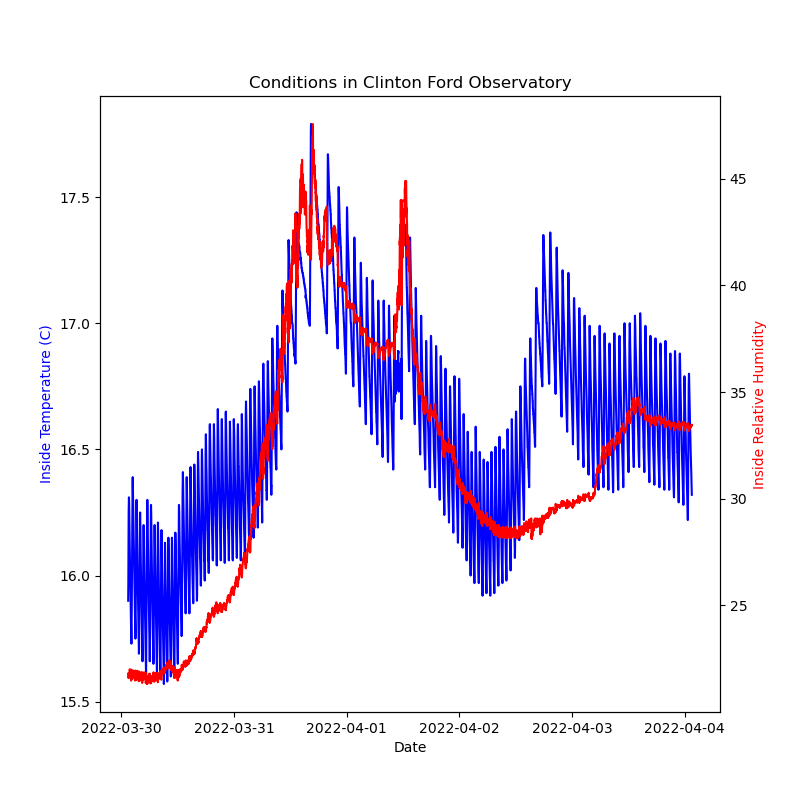 Conditions in Clinton Ford Observatory
Inside Temperature (C)
17.5
17.0
16.5
16.0
15.5
45
40
35
30
25
Inside Relative Humidity
2022-03-30 2022-03-31 2022-04-01 2022-04-02 2022-04-03 2022-04-04
Date